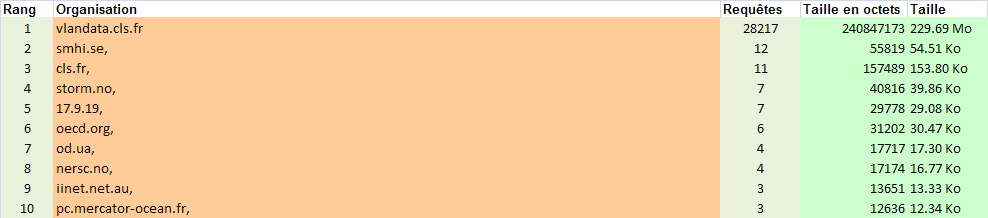 Rang Organisation Requêtes Taille en octets Taille
1 vlandata.cls.fr 28217 240847173 229.69 Mo
2 smhi.se, 12 55819 54.51 Ko
3 cls.fr, 11 157489 153.80 Ko
4 storm.no, 7 40816 39.86 Ko
5 17.9.19, 7 29778 29.08 Ko
6 oecd.org, 6 31202 30.47 Ko
7 od.ua, 4 17717 17.30 Ko
8 nersc.no, 4 17174 16.77 Ko
9 iinet.net.au, 3 13651 13.33 Ko
10 pc.mercator-ocean.fr, 3 12636 12.34 Ko